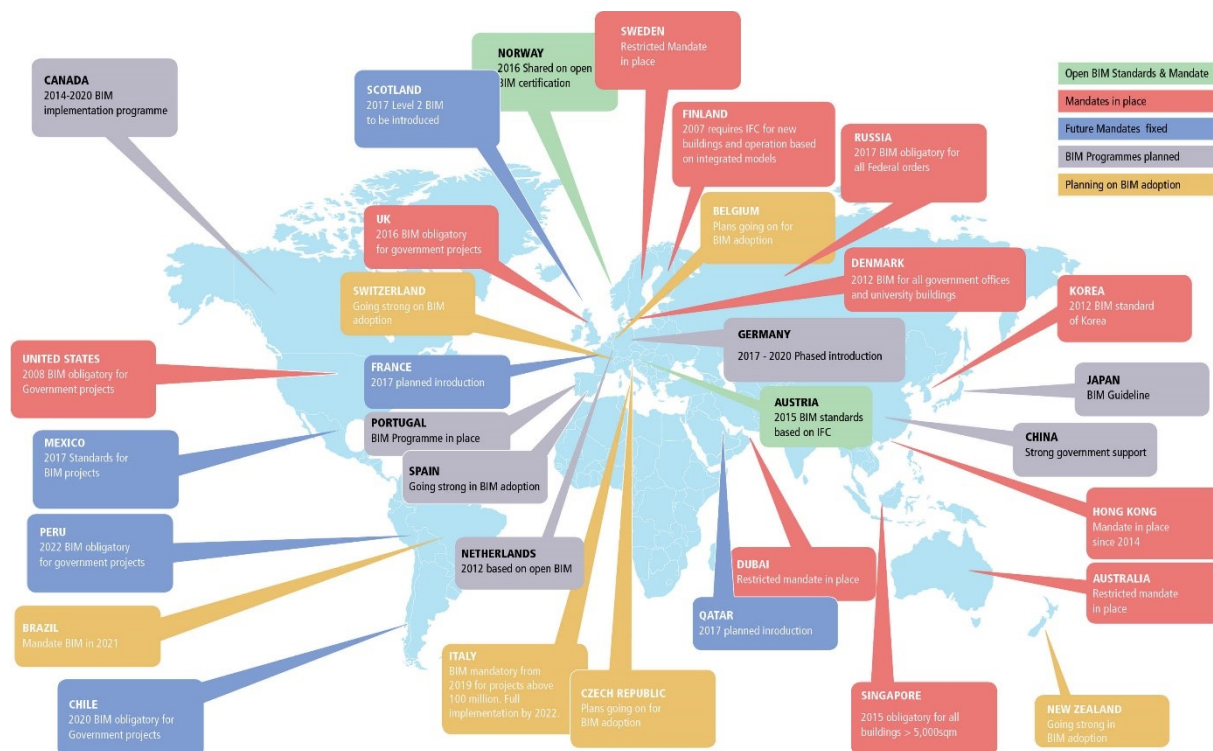 CANADA
2014-2020 BIM
implementation programme
SCOTLAND
2017 Level 2 BIM
to be introduced
NORWAY
2016 Shared on open
BIM certification
SWEDEN
Restricted Mandate
in place
FINLAND
2007 requires IFC for new
buildings and operation based
on integrated models
RUSSIA
2017 BIM obligatory for
all Federal orders
Open BIM Standards & Mandate
Mandates in place
Future Mandates fixed
BIM Programmes planned
Planning on BIM adoption
UK
2016 BIM obligatory
for government projects
BELGIUM
Plans going on for
BIM adoption
SWITZERLAND
Going strong on BIM
adoption
DENMARK
2012 BIM for all government offices
and university buildings
KOREA
2012 BIM standard
of Korea
GERMANY
2017 - 2020 Phased introduction
UNITED STATES
2008 BIM obligatory for
Government projects
FRANCE
2017 planned inroduction
JAPAN
BIM Guideline
AUSTRIA
2015 BIM standards
based on IFC
PORTUGAL
BIM Programme in place
CHINA
Strong government support
MEXICO
2017 Standards for
BIM projects
SPAIN
Going strong in BIM adoption
HONG KONG
Mandate in place
since 2014
PERU
2022 BIM obligatory
for government projects
NETHERLANDS
2012 based on open BIM
DUBAI
Restricted mandate in place
AUSTRALIA
Restricted mandate
in place
QATAR
2017 planned inroduction
BRAZIL
Mandate BIM in 2021
ITALY
BIM mandatory from
2019 for projects above
100 million. Full
implementation by 2022.
CZECH REPUBLIC
Plans going on for
BIM adoption
SINGAPORE
2015 obligatory for all
buildings > 5,000sqm
NEW ZEALAND
Going strong in
BIM adoption
CHILE
2020 BIM obligatory for
Government projects